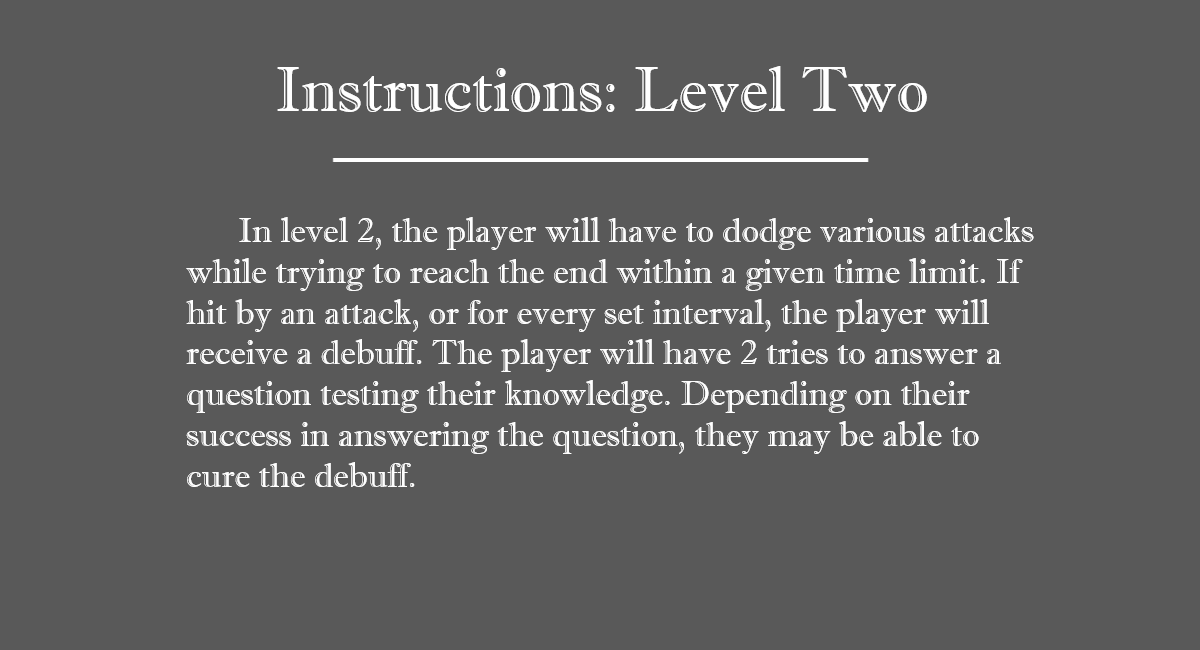 Instructions: Level Two
In level 2, the player will have to dodge various attacks
while trying to reach the end within a given time limit. If
hit by an attack, or for every set interval, the player will
receive a debuff. The player will have 2 tries to answer a
question testing their knowledge. Depending on their
success in answering the question, they may be able to
cure the debuff.